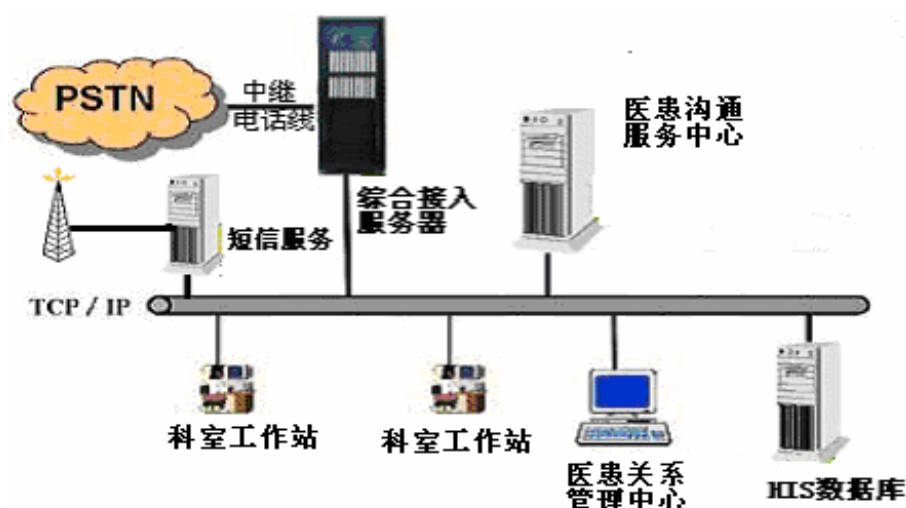 PSTN
中继
电话线
综合接入
服务器
医患沟通
服务中心
短信服务
TCP / IP
科室工作站
科室工作站
医患关系
管理中心
HIS数据库